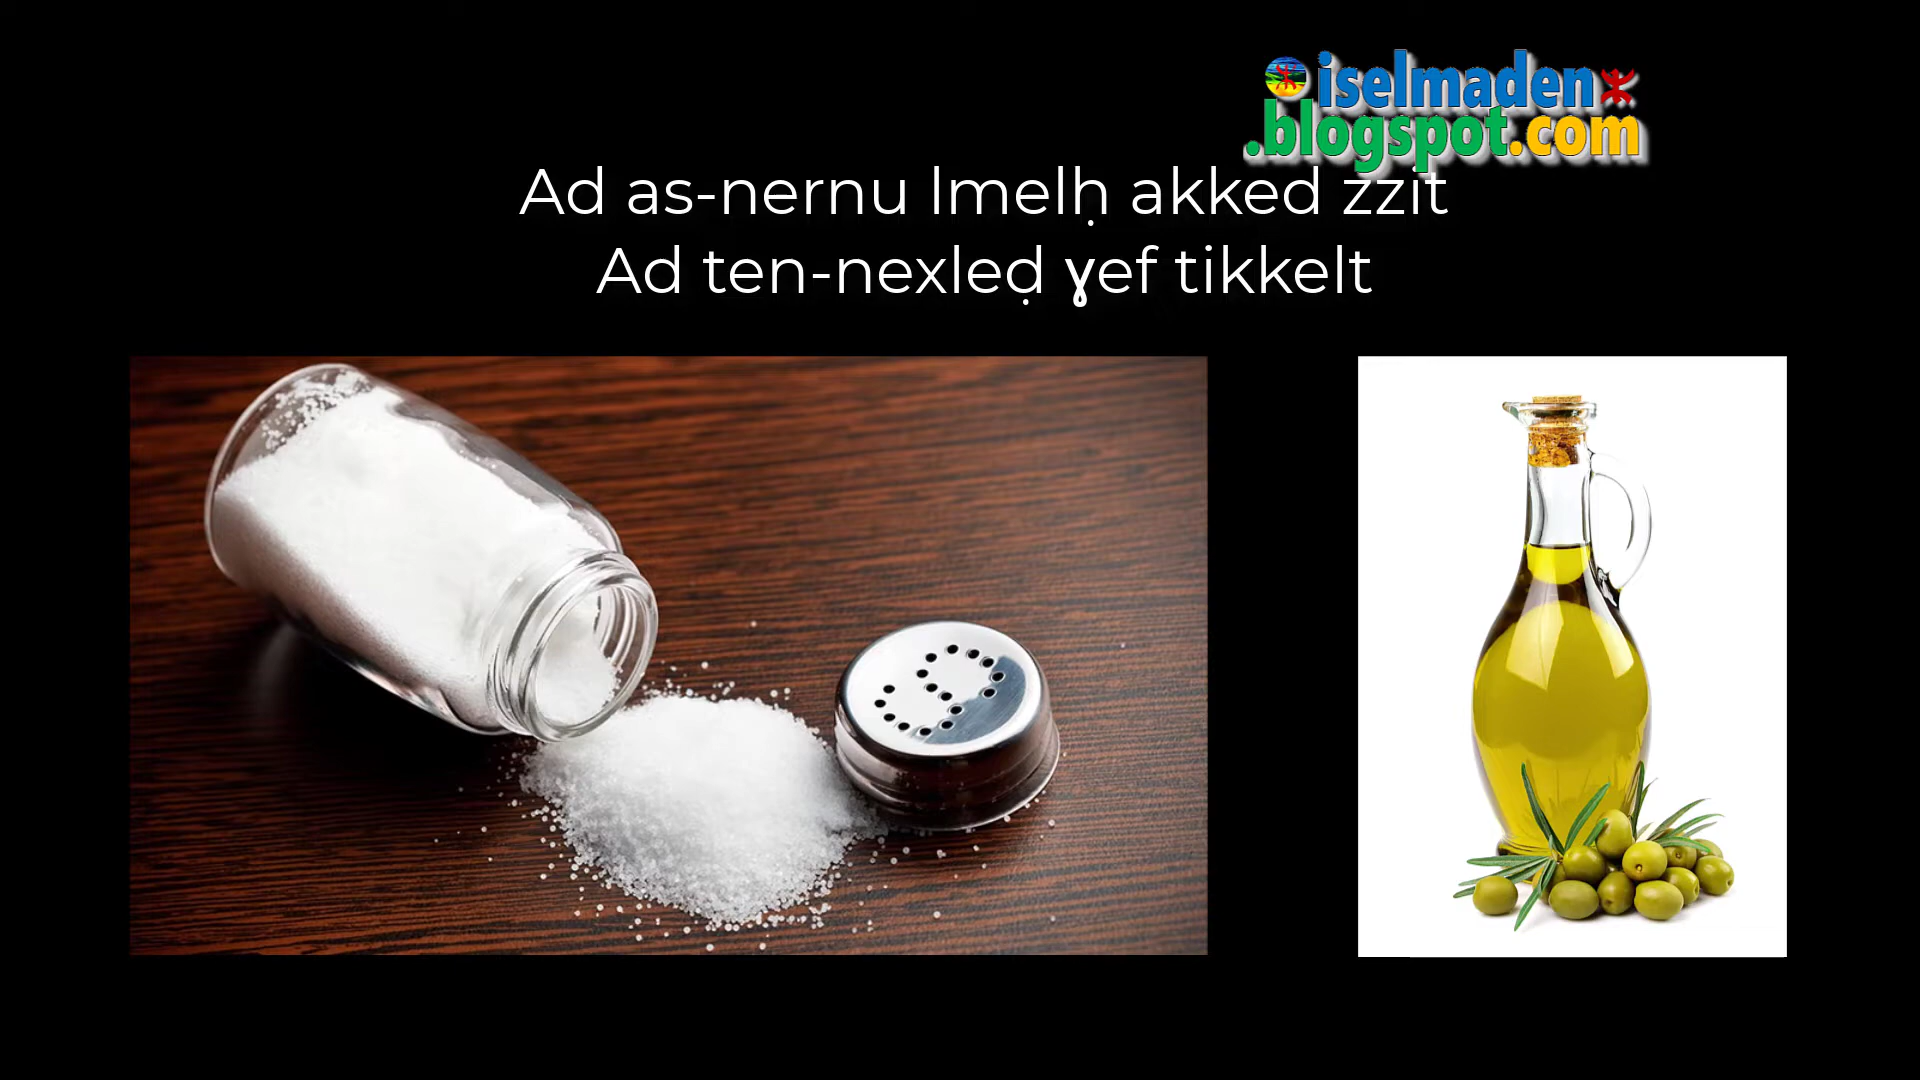 iselmaden
.blogspot.com
Ad as-nernu lmelḥ akked zzit
Ad ten-nexleḍ ɣef tikkelt